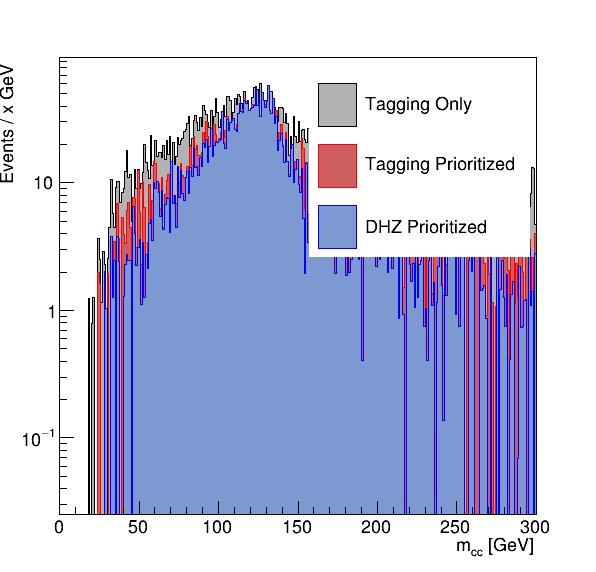 Events / x GeV
Tagging Only
Tagging Prioritized
DHZ Prioritized
10
1
10⁻¹
0 50 100 150 200 250 300
m_cc [GeV]